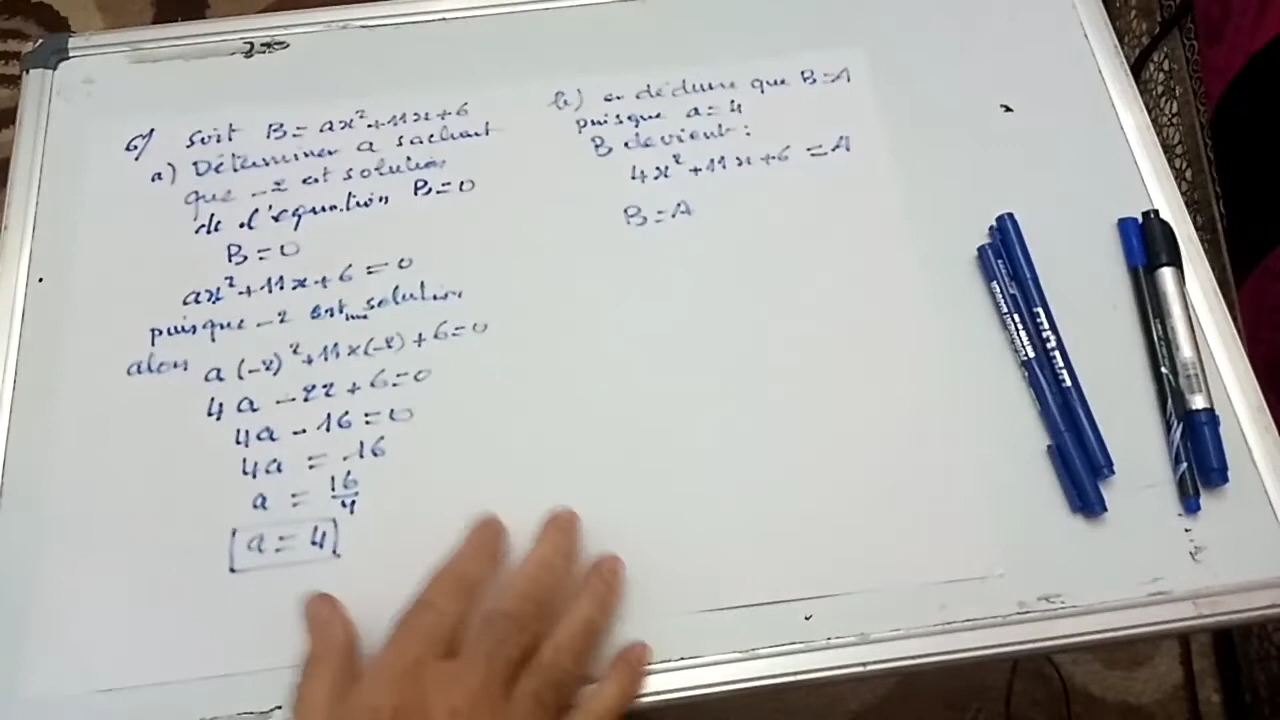 6) Soit B = ax² + 11x + 6
a) Déterminer a sachant
que -2 est solution
de l'équation B = 0
B = 0
ax² + 11x + 6 = 0
puisque -2 est une solution
alors a(-2)² + 11×(-2) + 6 = 0
4a - 22 + 6 = 0
4a - 16 = 0
4a = 16
a = 16/4
a = 4
b) en déduire que B = A
puisque a = 4
B devient :
4x² + 11x + 6 = A
B = A